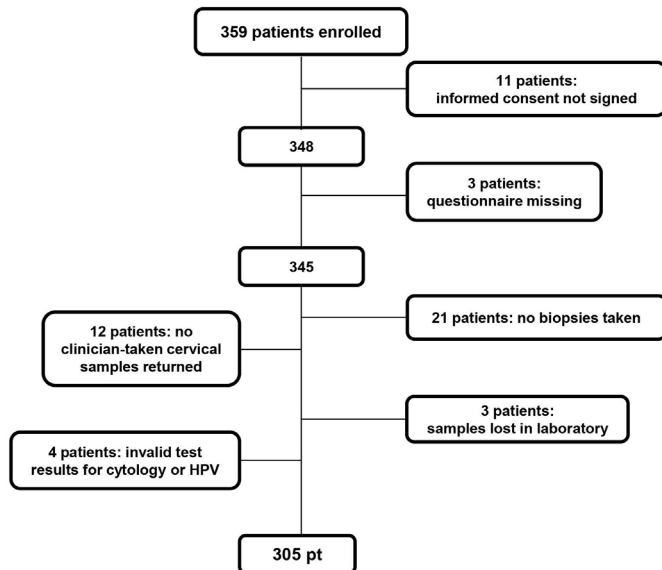 359 patients enrolled
11 patients:
informed consent not signed
348
3 patients:
questionnaire missing
345
21 patients: no biopsies taken
12 patients: no
clinician-taken cervical
samples returned
3 patients:
samples lost in laboratory
4 patients: invalid test
results for cytology or HPV
305 pt